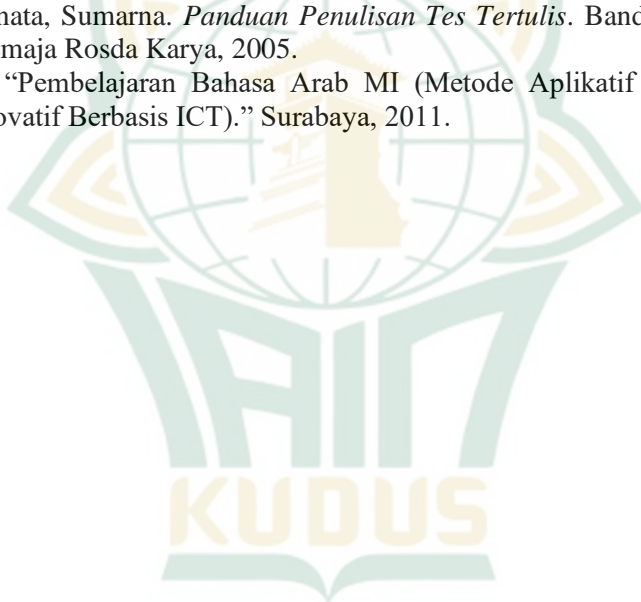 nata, Sumarna. Panduan Penulisan Tes Tertulis. Band
maja Rosda Karya, 2005.
“Pembelajaran Bahasa Arab MI (Metode Aplikatif
ovatif Berbasis ICT).” Surabaya, 2011.
IAIN
KUDUS